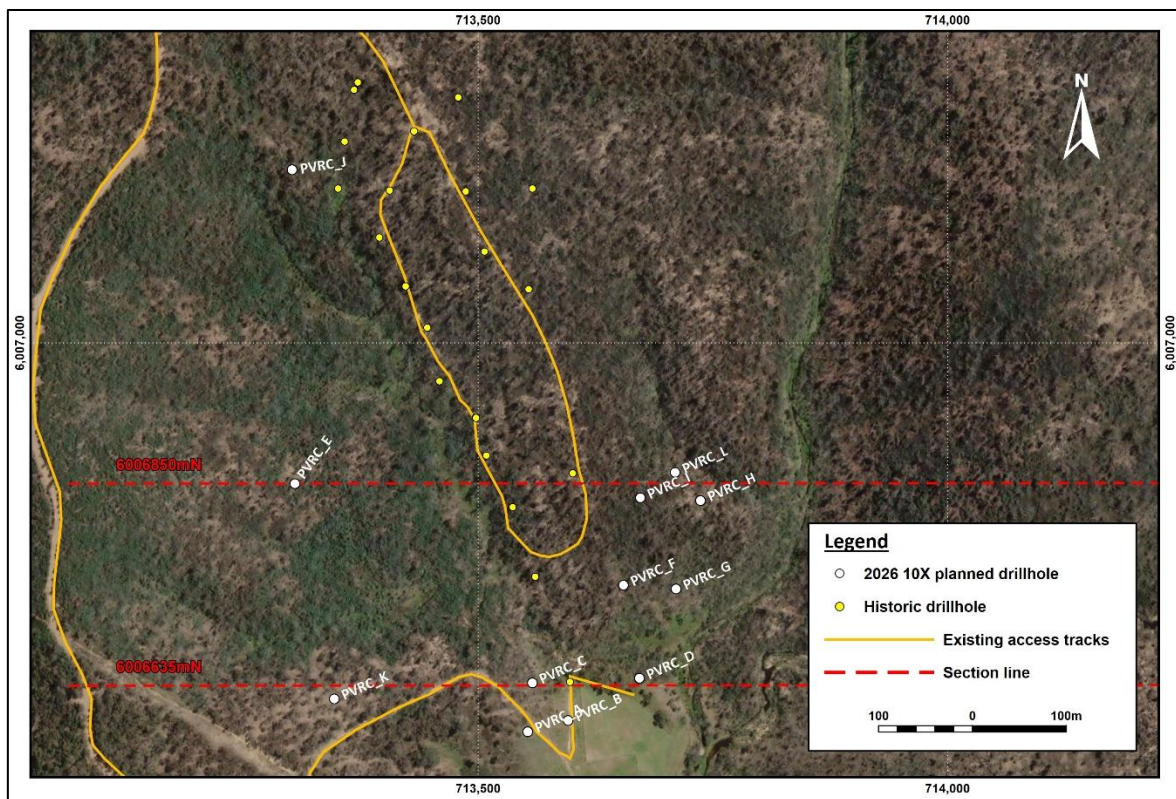 713,500
714,000
N
PVRC_J
6,007,000
6,007,000
PVRC_E
6006850mN
PVRC_L
PVRC_H
PVRC_F
PVRC_G
Legend
2026 10X planned drillhole
Historic drillhole
Existing access tracks
Section line
100
0
100m
6006635mN
PVRC_C
PVRC_D
PVRC_K
PVRC_A
PVRC_B
713,500
714,000